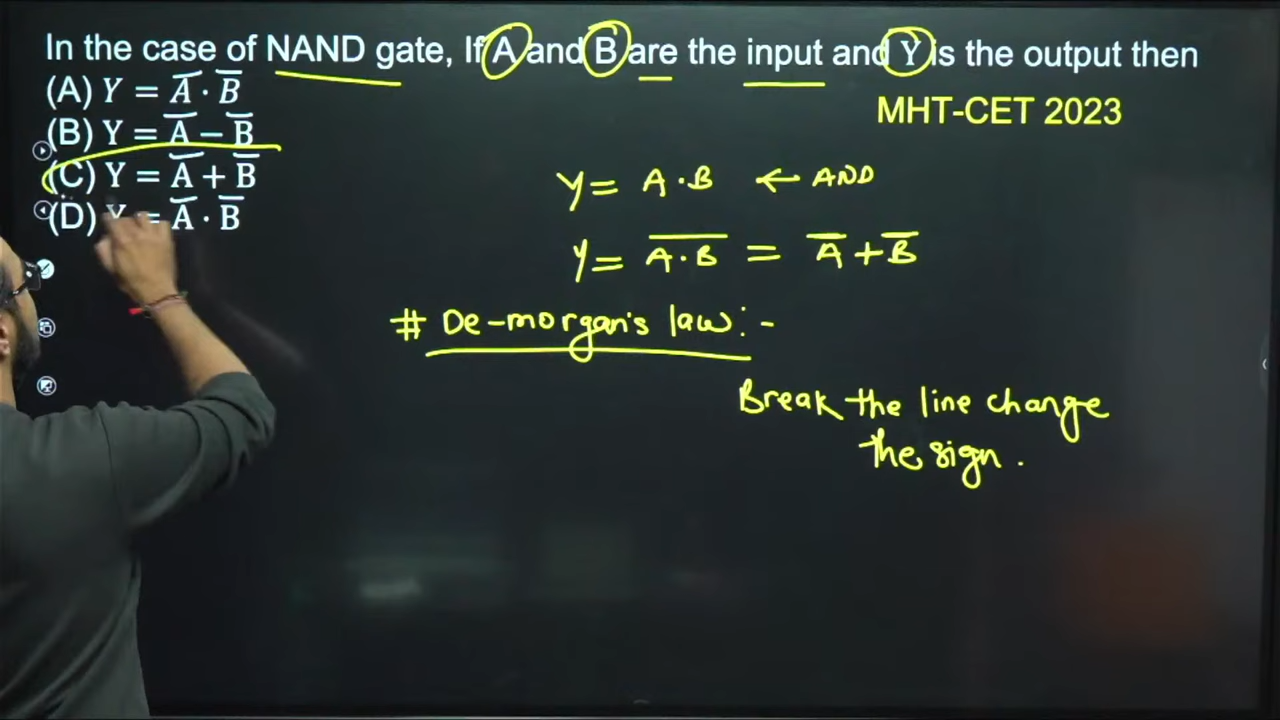 In the case of NAND gate, If A and B are the input and Y is the output then
(A) Y = A̅ · B̅
(B) Y = A̅ − B̅
(C) Y = A̅ + B̅
(D) Y = A̅ · B̅
MHT-CET 2023
Y = A · B ← AND
Y = A̅ ̅·̅ ̅B̅ = A̅ + B̅
# De-morgan's law: -
Break the line change
the sign .